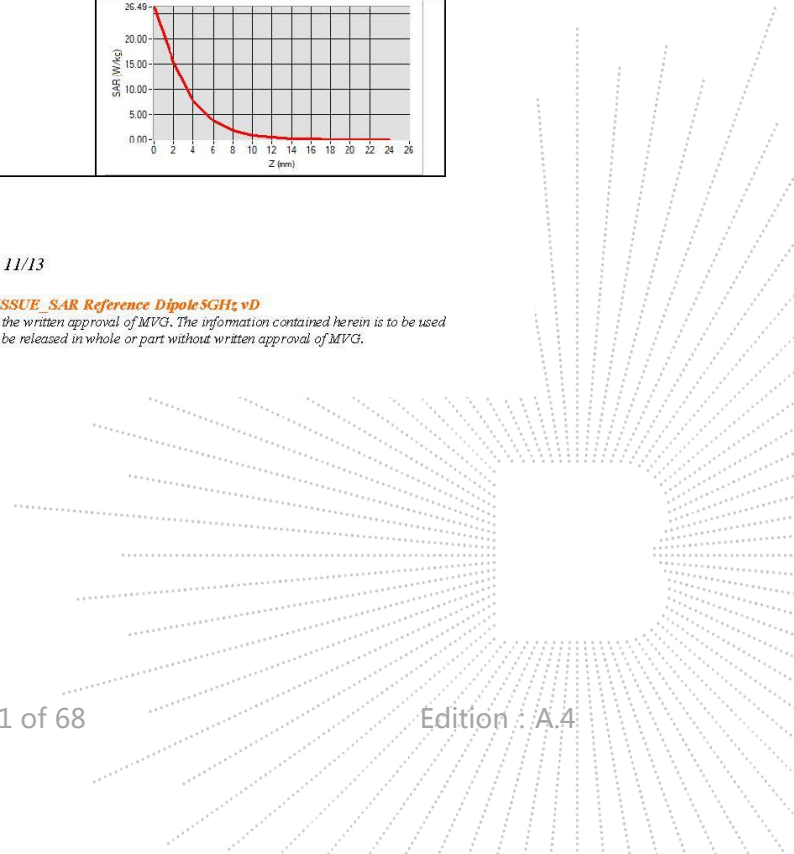 26.49
20.00
15.00
10.00
5.00
0.00
SAR (W/kg)
0 2 4 6 8 10 12 14 16 18 20 22 24 26
Z (mm)
11/13
SSUE_SAR Reference Dipole5GHz vD
the written approval of MVG. The information contained herein is to be used
be released in whole or part without written approval of MVG.
1 of 68
Edition：A.4